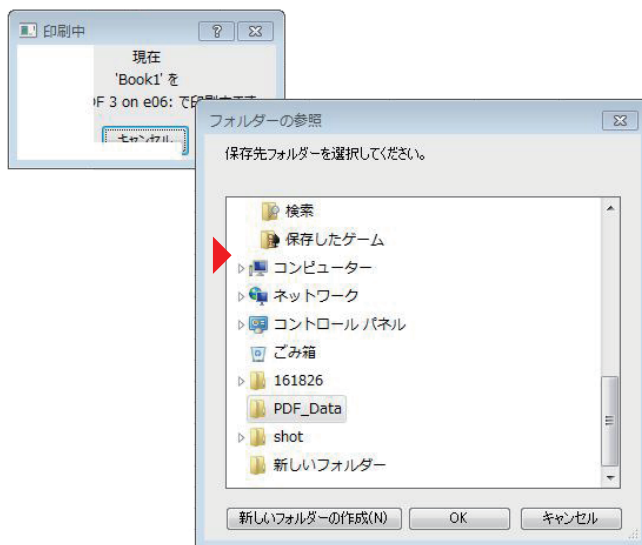 印刷中
現在
'Book1' を
F 3 on e06: で印刷中です
キャンセル
フォルダーの参照
保存先フォルダーを選択してください。
検索
保存したゲーム
コンピューター
ネットワーク
コントロール パネル
ごみ箱
161826
PDF_Data
shot
新しいフォルダー
新しいフォルダーの作成(N)
OK
キャンセル